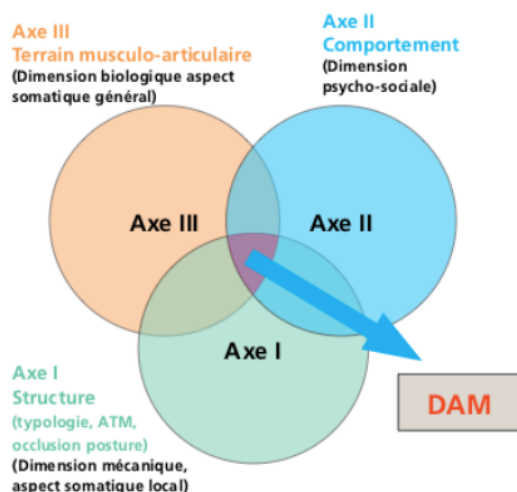 Axe III
Terrain musculo-articulaire
(Dimension biologique aspect
somatique général)
Axe II
Comportement
(Dimension
psycho-sociale)
Axe III
Axe II
Axe I
Axe I
Structure
(typologie, ATM,
occlusion posture)
(Dimension mécanique,
aspect somatique local)
DAM